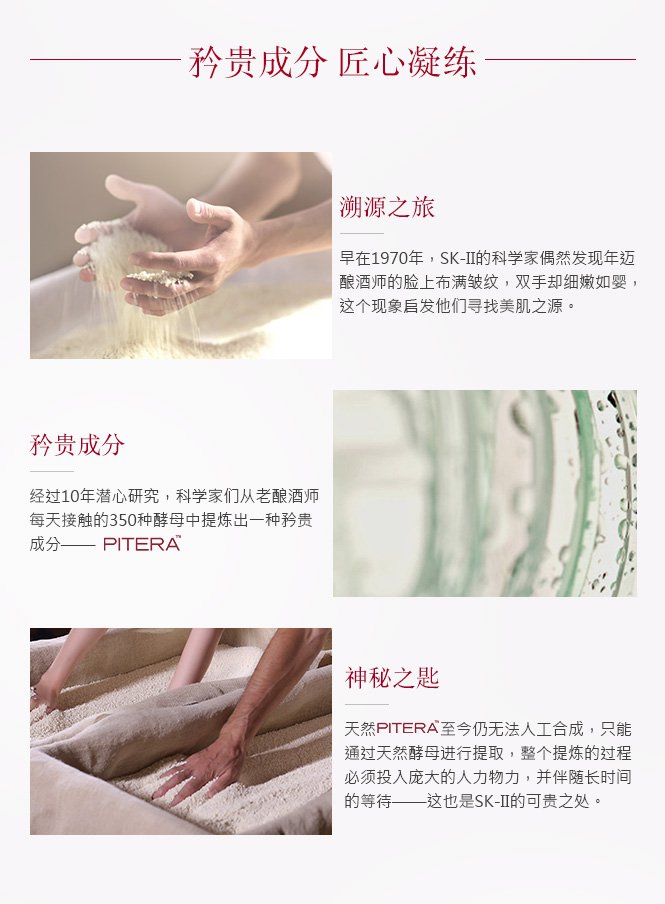 矜贵成分 匠心凝练
溯源之旅
早在1970年，SK-II的科学家偶然发现年迈
酿酒师的脸上布满皱纹，双手却细嫩如婴，
这个现象启发他们寻找美肌之源。
矜贵成分
经过10年潜心研究，科学家们从老酿酒师
每天接触的350种酵母中提炼出一种矜贵
成分—— PITERA™
神秘之匙
天然PITERA™至今仍无法人工合成，只能
通过天然酵母进行提取，整个提炼的过程
必须投入庞大的人力物力，并伴随长时间
的等待——这也是SK-II的可贵之处。